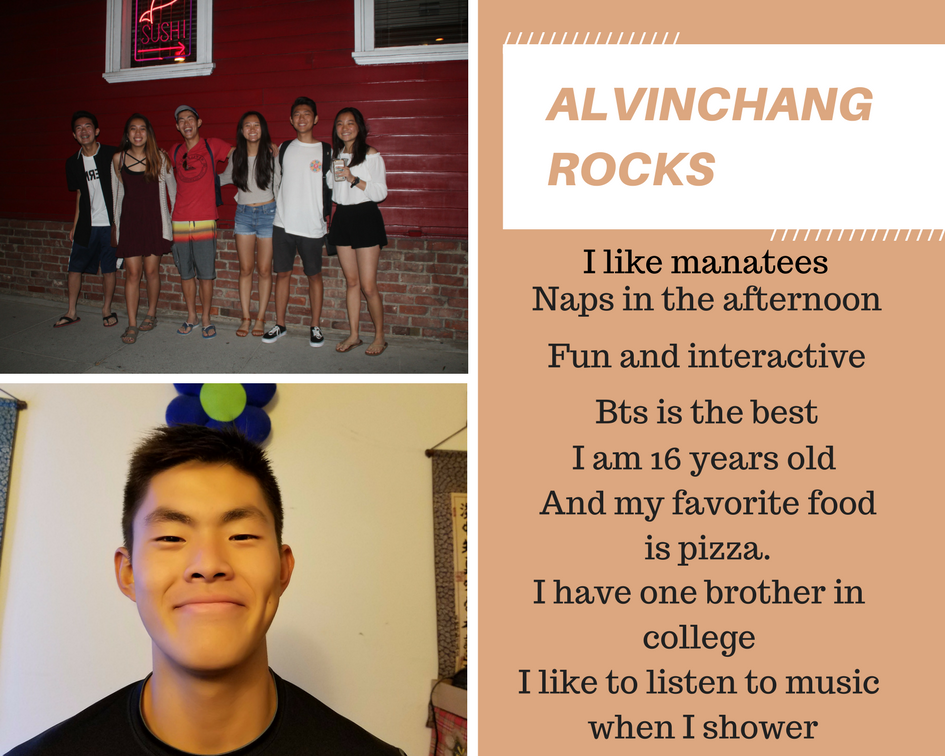 SUSHI
ALVINCHANG
ROCKS
I like manatees
Naps in the afternoon
Fun and interactive
Bts is the best
I am 16 years old
And my favorite food
is pizza.
I have one brother in
college
I like to listen to music
when I shower